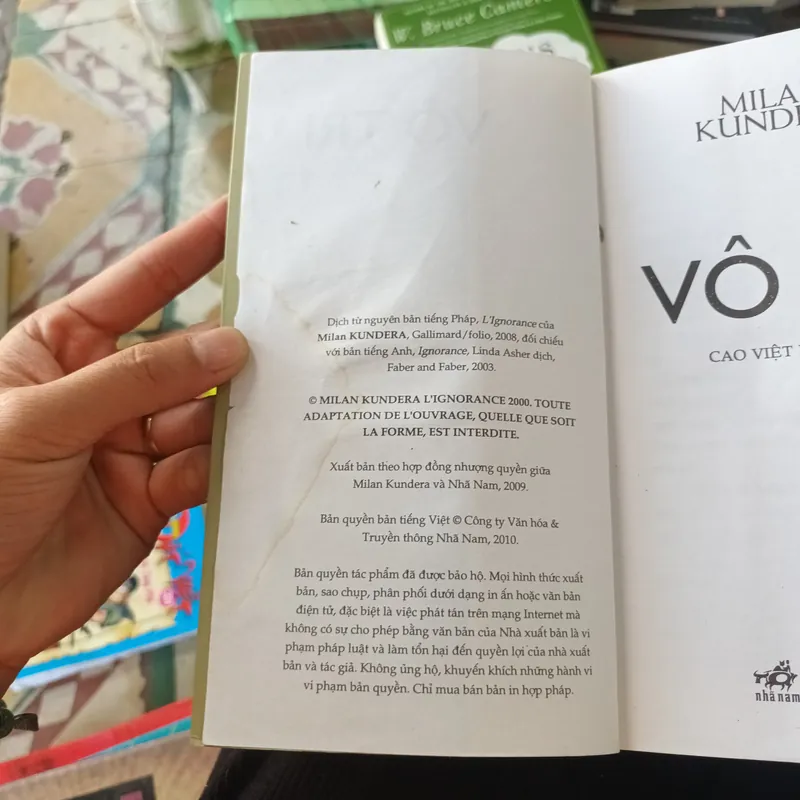 W. Bruce Camero
Dịch từ nguyên bản tiếng Pháp, L'Ignorance của
Milan KUNDERA, Gallimard/folio, 2008, đối chiếu
với bản tiếng Anh, Ignorance, Linda Asher dịch,
Faber and Faber, 2003.
© MILAN KUNDERA L'IGNORANCE 2000. TOUTE
ADAPTATION DE L'OUVRAGE, QUELLE QUE SOIT
LA FORME, EST INTERDITE.
Xuất bản theo hợp đồng nhượng quyền giữa
Milan Kundera và Nhã Nam, 2009.
Bản quyền bản tiếng Việt © Công ty Văn hóa &
Truyền thông Nhã Nam, 2010.
Bản quyền tác phẩm đã được bảo hộ. Mọi hình thức xuất
bản, sao chụp, phân phối dưới dạng in ấn hoặc văn bản
điện tử, đặc biệt là việc phát tán trên mạng Internet mà
không có sự cho phép bằng văn bản của Nhà xuất bản là vi
phạm pháp luật và làm tổn hại đến quyền lợi của nhà xuất
bản và tác giả. Không ủng hộ, khuyến khích những hành vi
vi phạm bản quyền. Chỉ mua bán bản in hợp pháp.
MILA
KUNDE
VÔ
CAO VIỆT
nhã nam